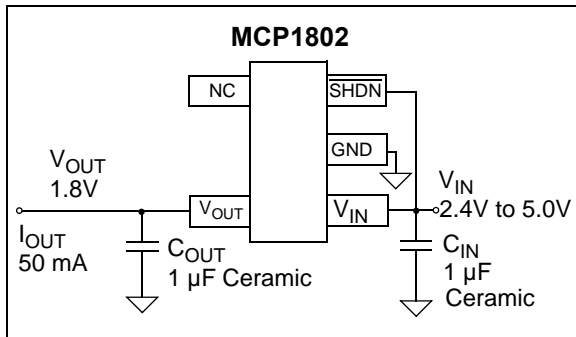 MCP1802
NC
SHDN
GND
VOUT
1.8V
VOUT
VIN
VIN
2.4V to 5.0V
IOUT
50 mA
COUT
1 µF Ceramic
CIN
1 µF
Ceramic